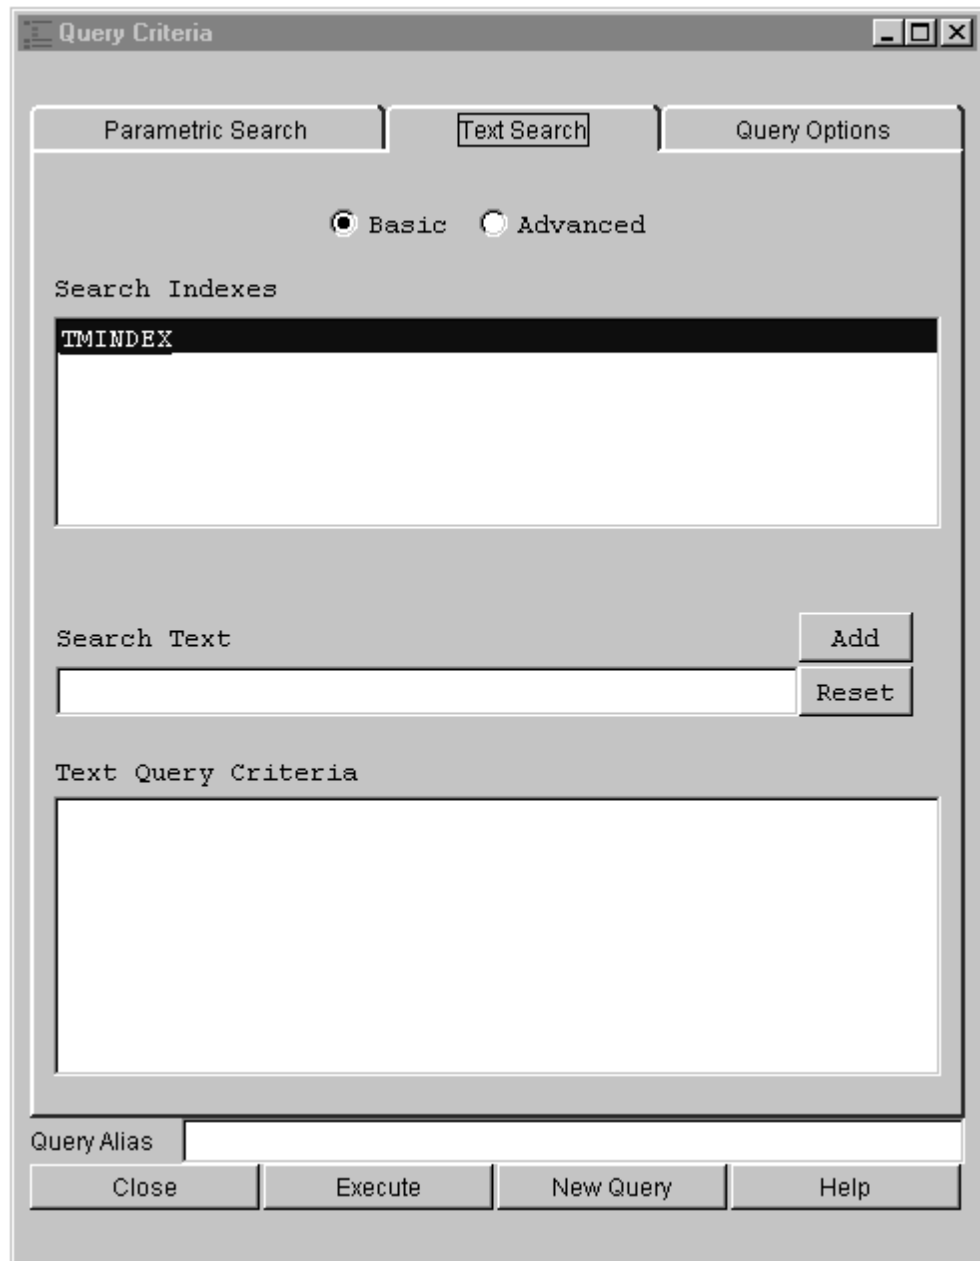 Query Criteria
Parametric Search Text Search Query Options
Basic Advanced
Search Indexes
TMINDEX
Search Text Add
Reset
Text Query Criteria
Query Alias
Close Execute New Query Help